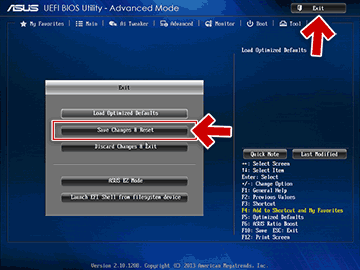 ASUS UEFI BIOS Utility - Advanced Mode
Exit
My Favorites
Main
Ai Tweaker
Advanced
Monitor
Boot
Tool
Load Optimized Defaults
Exit
Load Optimized Defaults
Save Changes & Reset
Discard Changes & Exit
ASUS EZ Mode
Launch EFI Shell from filesystem device
Quick Note
Last Modified
↔: Select Screen
↑↓: Select Item
Enter: Select
+/-: Change Option
F1: General Help
F2: Previous Values
F3: Shortcut
F4: Add to Shortcut and My Favorites
F5: Optimized Defaults
F6: ASUS Ratio Boost
F10: Save ESC: Exit
F12: Print Screen
Version 2.10.1208. Copyright (C) 2013 American Megatrends, Inc.